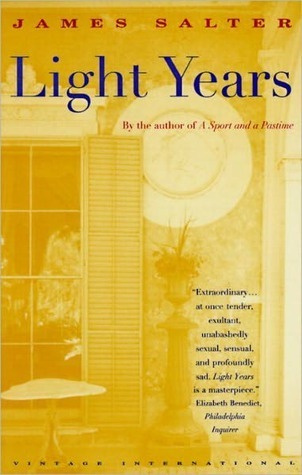 JAMES SALTER
Light Years
By the author of A Sport and a Pastime
"Extraordinary...
at once tender,
exultant,
unabashedly
sexual, sensual,
and profoundly
sad. Light Years
is a masterpiece."
Elizabeth Benedict,
Philadelphia
Inquirer
VINTAGE INTERNATIONAL